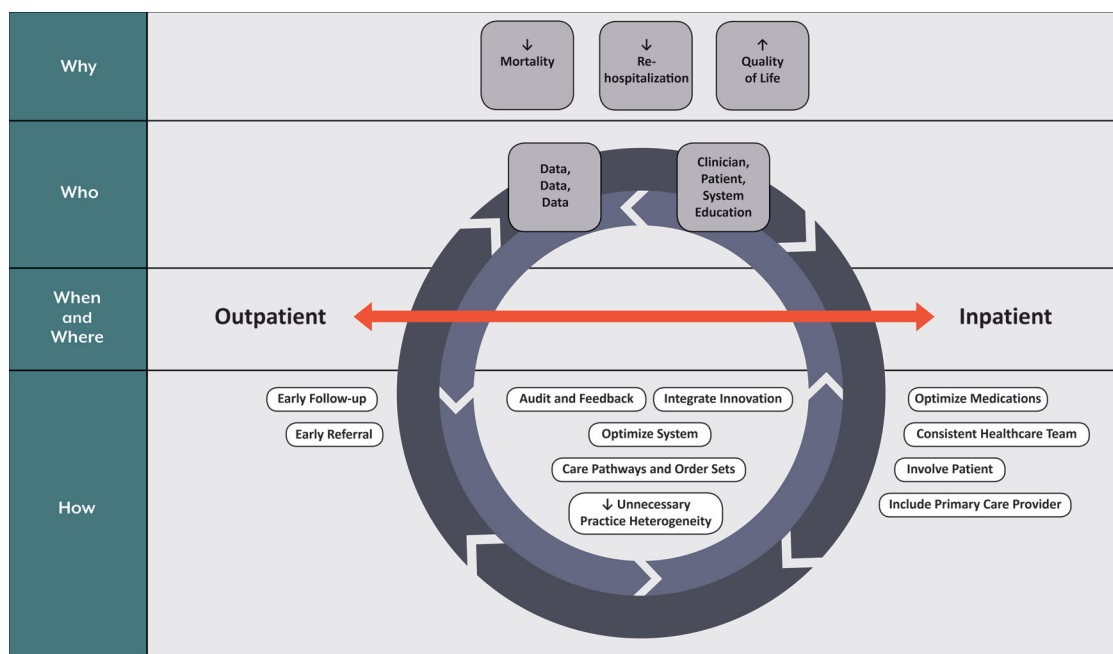 Why
↓
Mortality
↓
Re-
hospitalization
↑
Quality
of Life
Who
Data,
Data,
Data
Clinician,
Patient,
System
Education
When
and
Where
Outpatient
Inpatient
How
Early Follow-up
Early Referral
Audit and Feedback
Integrate Innovation
Optimize System
Care Pathways and Order Sets
↓ Unnecessary
Practice Heterogeneity
Optimize Medications
Consistent Healthcare Team
Involve Patient
Include Primary Care Provider